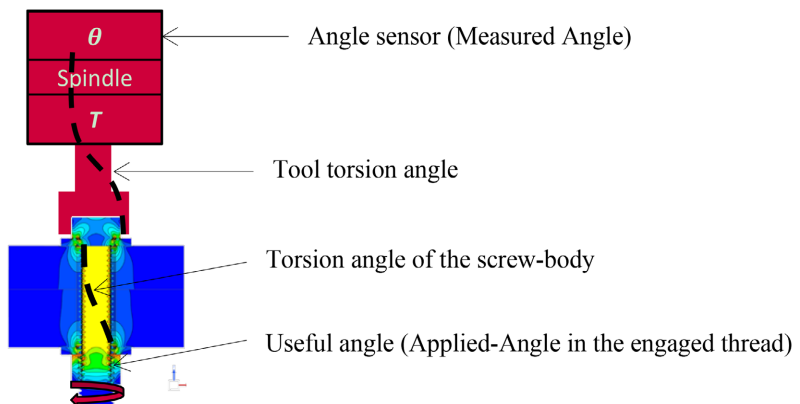 θ
Angle sensor (Measured Angle)
Spindle
T
Tool torsion angle
Torsion angle of the screw-body
Useful angle (Applied-Angle in the engaged thread)